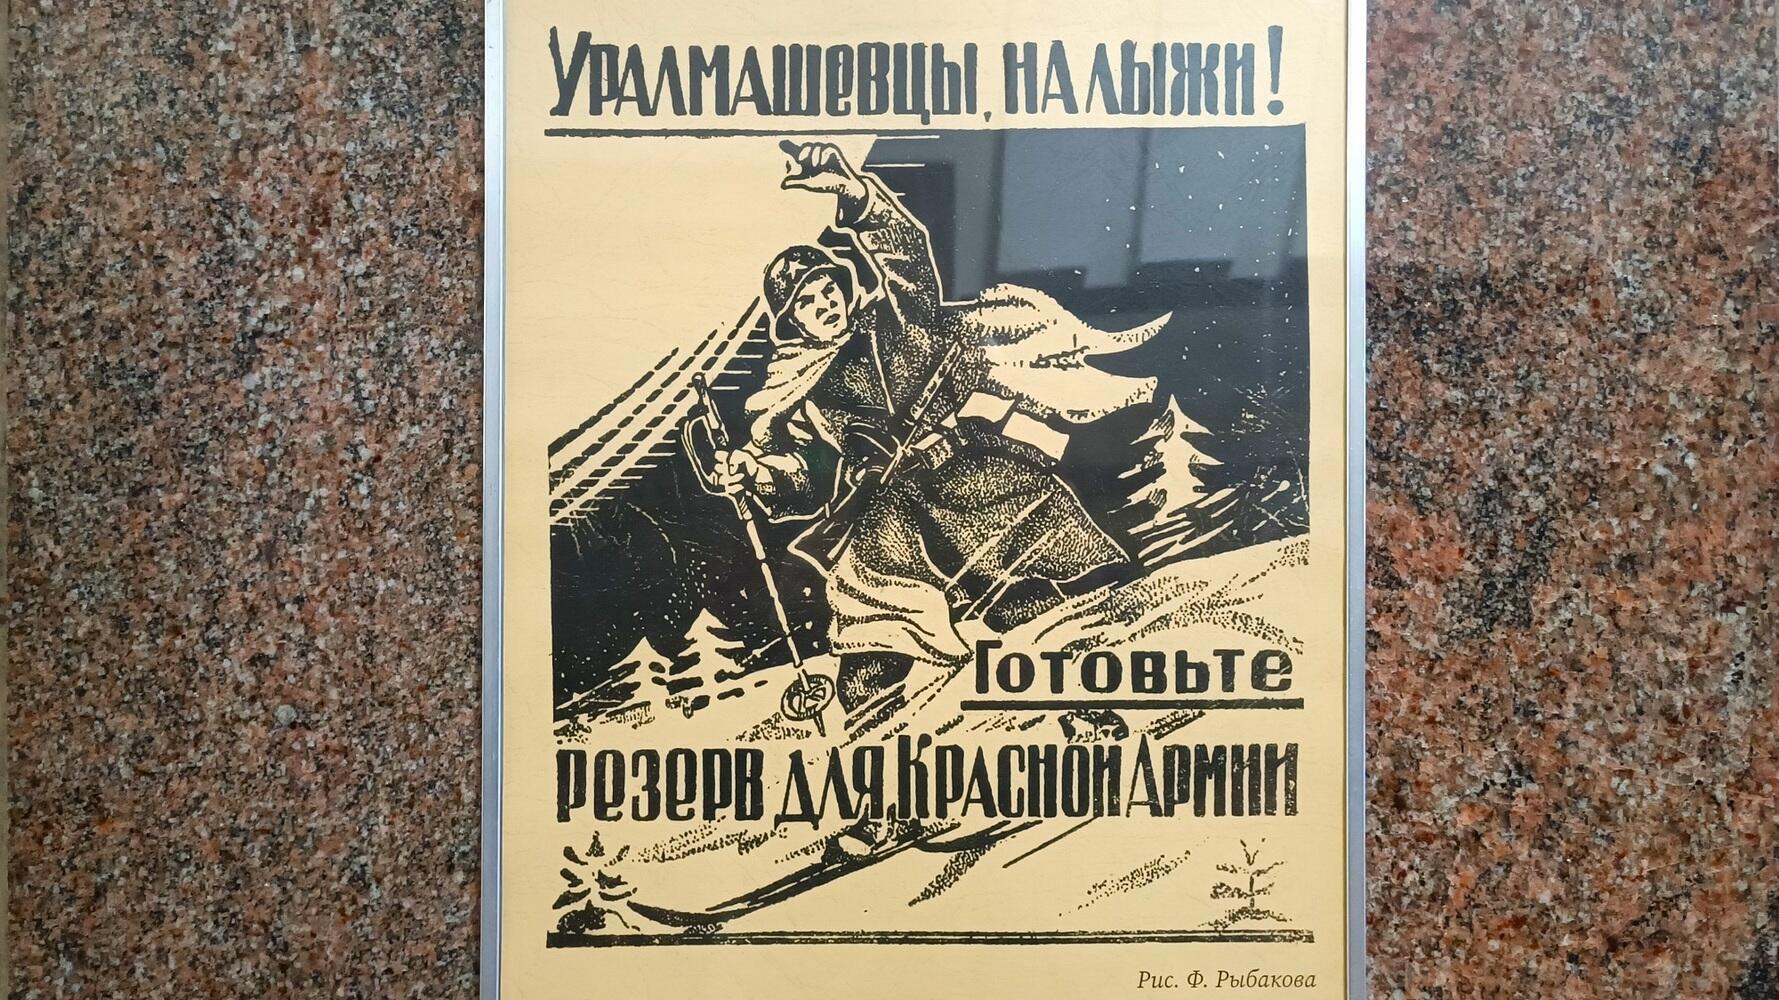 Уралмашевцы, на лыжи!
Готовьте
резерв для Красной Армии
Рис. Ф. Рыбакова